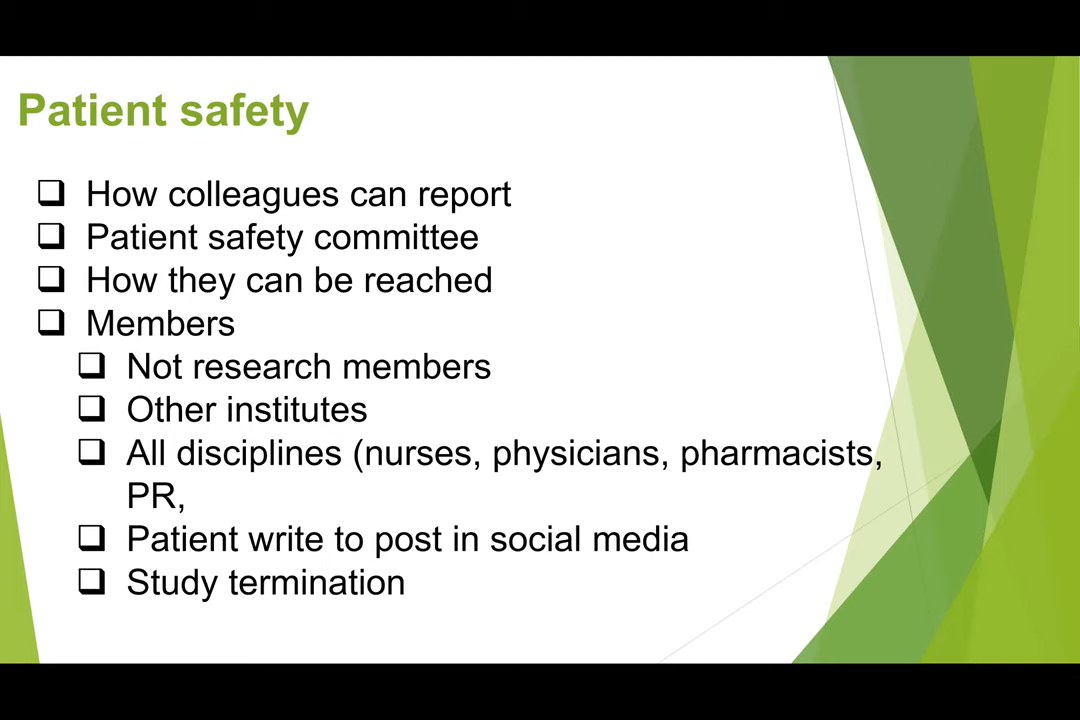 Patient safety
How colleagues can report
Patient safety committee
How they can be reached
Members
Not research members
Other institutes
All disciplines (nurses, physicians, pharmacists,
PR,
Patient write to post in social media
Study termination